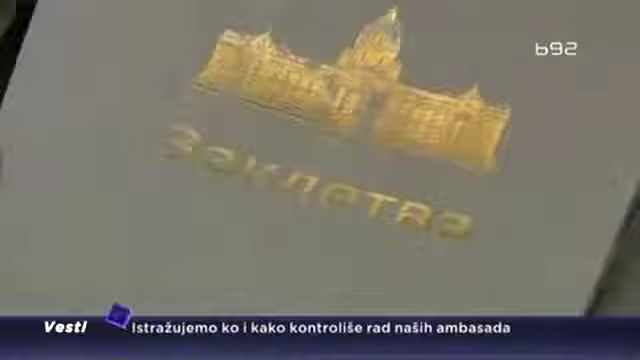 B92
Заклетва
Vesti
Istražujemo ko i kako kontroliše rad naših ambasada